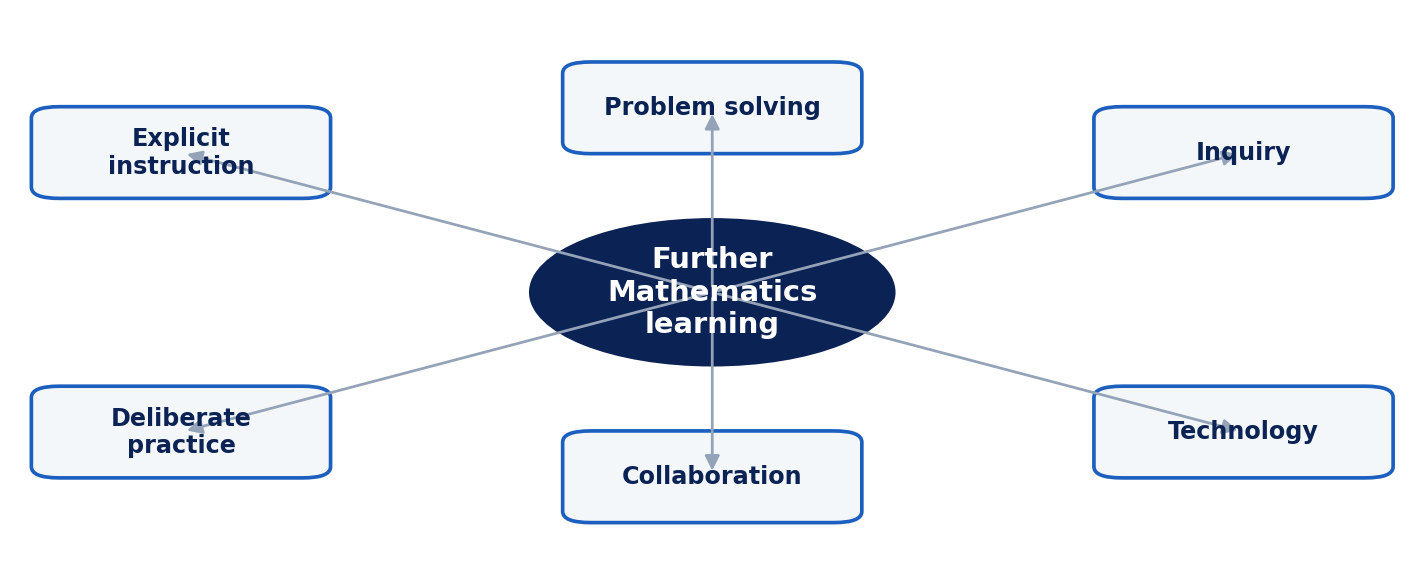 Problem solving
Explicit
instruction
Inquiry
Further
Mathematics
learning
Deliberate
practice
Technology
Collaboration